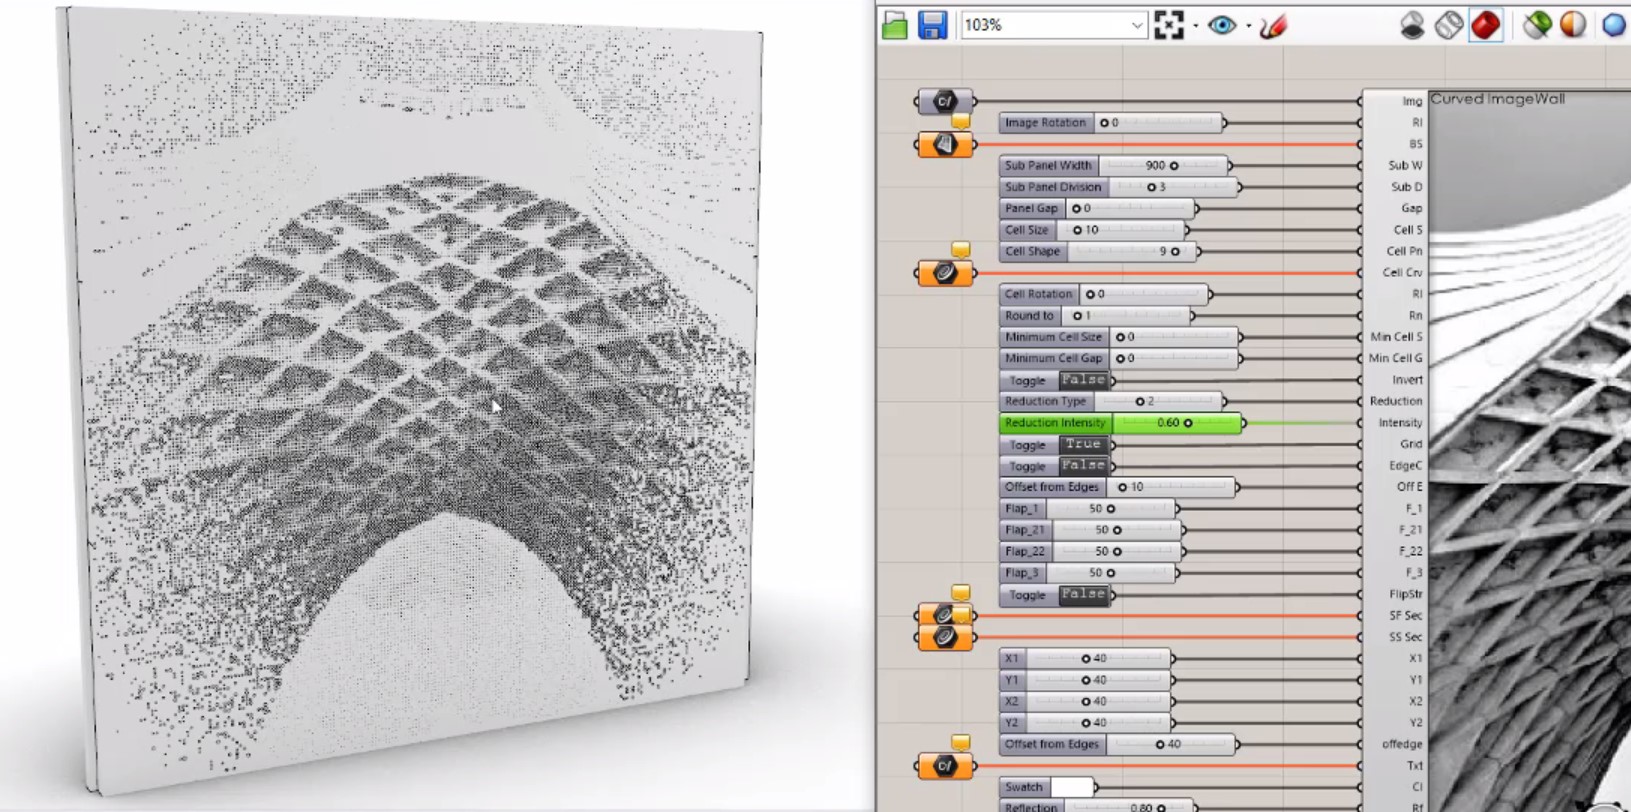 103%
Img Curved ImageWall
Image Rotation 0 RI
BS
Sub Panel Width 900 Sub W
Sub Panel Division 3 Sub D
Panel Gap 0 Gap
Cell Size 10 Cell S
Cell Shape 9 Cell Pn
Cell Crv
Cell Rotation 0 RI
Round to 1 Rn
Minimum Cell Size 0 Min Cell S
Minimum Cell Gap 0 Min Cell G
Toggle False Invert
Reduction Type 2 Reduction
Reduction Intensity 0.60 Intensity
Toggle True Grid
Toggle False EdgeC
Offset from Edges 10 Off E
Flap_1 50 F_1
Flap_21 50 F_21
Flap_22 50 F_22
Flap_3 50 F_3
Toggle False FlipStr
SF Sec
SS Sec
X1 40 X1
Y1 40 Y1
X2 40 X2
Y2 40 Y2
Offset from Edges 40 offedge
Txt
Swatch Cl
Reflection 0.80 Rf